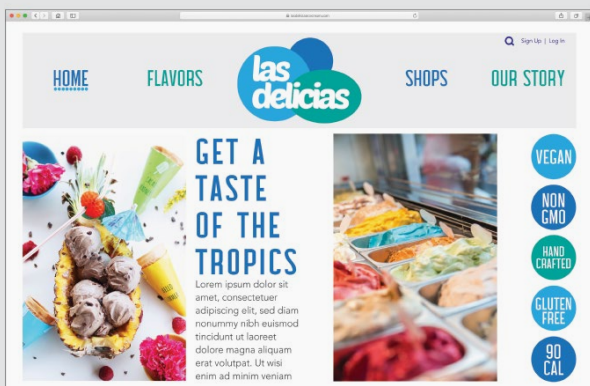 Sign Up | Log In
HOME
FLAVORS
las
delicias
SHOPS
OUR STORY
GET A
TASTE
OF THE
TROPICS
Lorem ipsum dolor sit
amet, consectetuer
adipiscing elit, sed diam
nonummy nibh euismod
tincidunt ut laoreet
dolore magna aliquam
erat volutpat. Ut wisi
enim ad minim veniam
VEGAN
NON
GMO
HAND
CRAFTED
GLUTEN
FREE
90
CAL